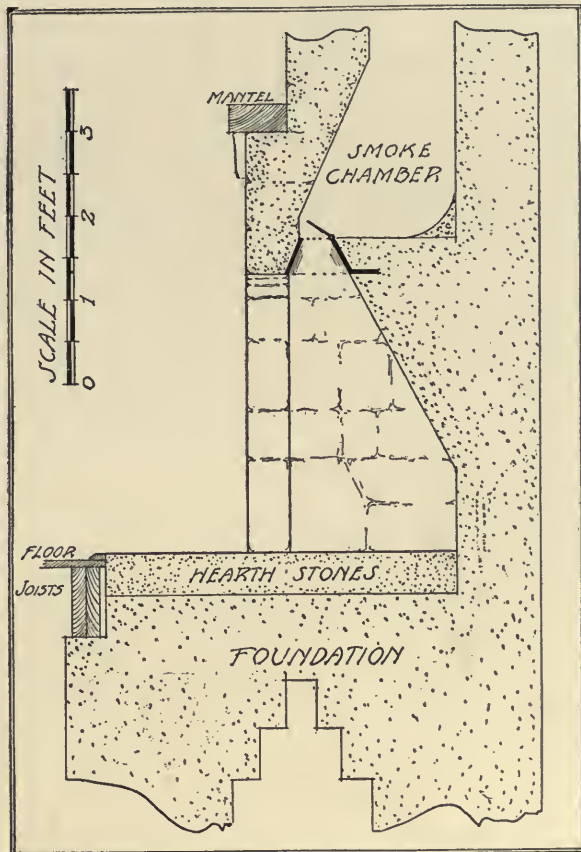 MANTEL
SMOKE
CHAMBER
SCALE IN FEET
0 1 2 3
FLOOR
JOISTS
HEARTH STONES
FOUNDATION